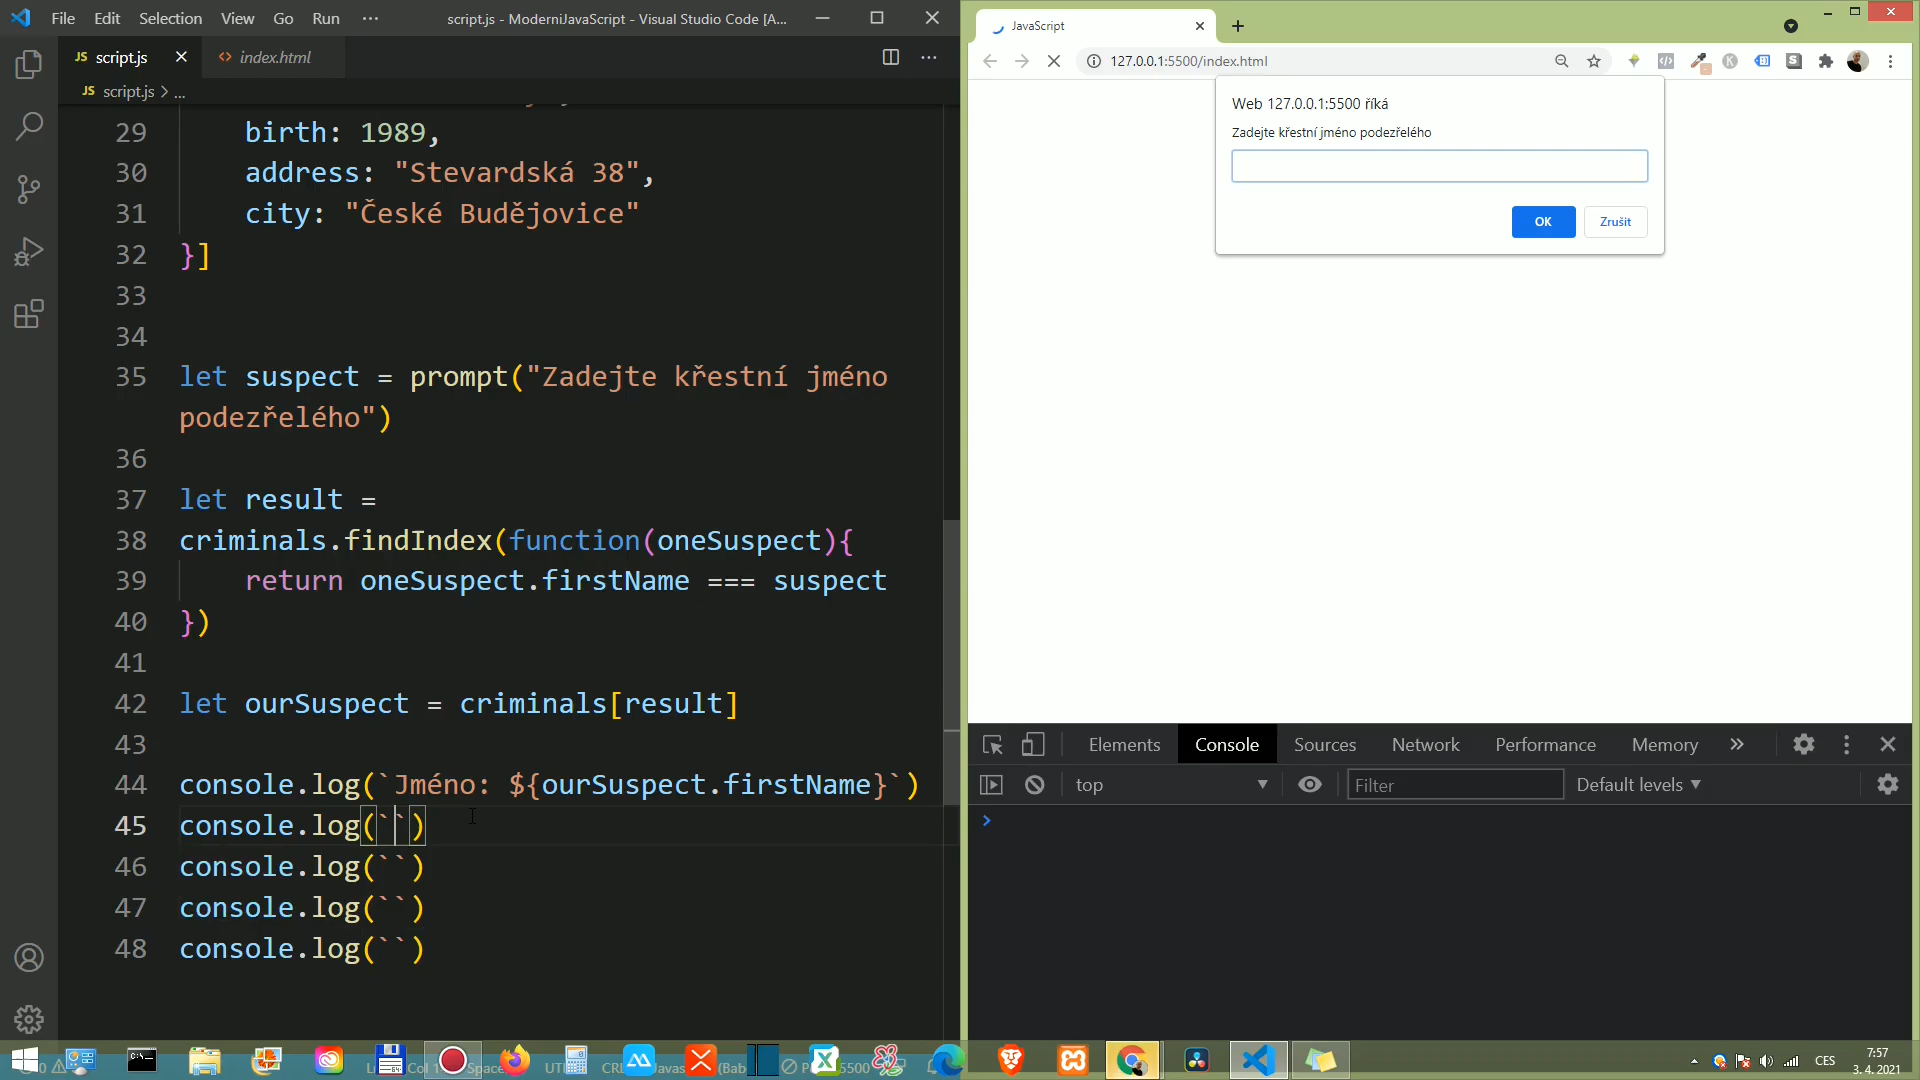 File Edit Selection View Go Run ··· script.js - ModerniJavaScript - Visual Studio Code [A...
JS script.js index.html
JS script.js > ...
29 birth: 1989,
30 address: "Stevardská 38",
31 city: "České Budějovice"
32 }]
33
34
35 let suspect = prompt("Zadejte křestní jméno
podezřelého")
36
37 let result =
38 criminals.findIndex(function(oneSuspect){
39 return oneSuspect.firstName === suspect
40 })
41
42 let ourSuspect = criminals[result]
43
44 console.log(`Jméno: ${ourSuspect.firstName}`)
45 console.log(``)
46 console.log(``)
47 console.log(``)
48 console.log(``)
JavaScript
127.0.0.1:5500/index.html
Web 127.0.0.1:5500 říká
Zadejte křestní jméno podezřelého
OK Zrušit
Elements Console Sources Network Performance Memory
top Filter Default levels
CES
7:57
3. 4. 2021